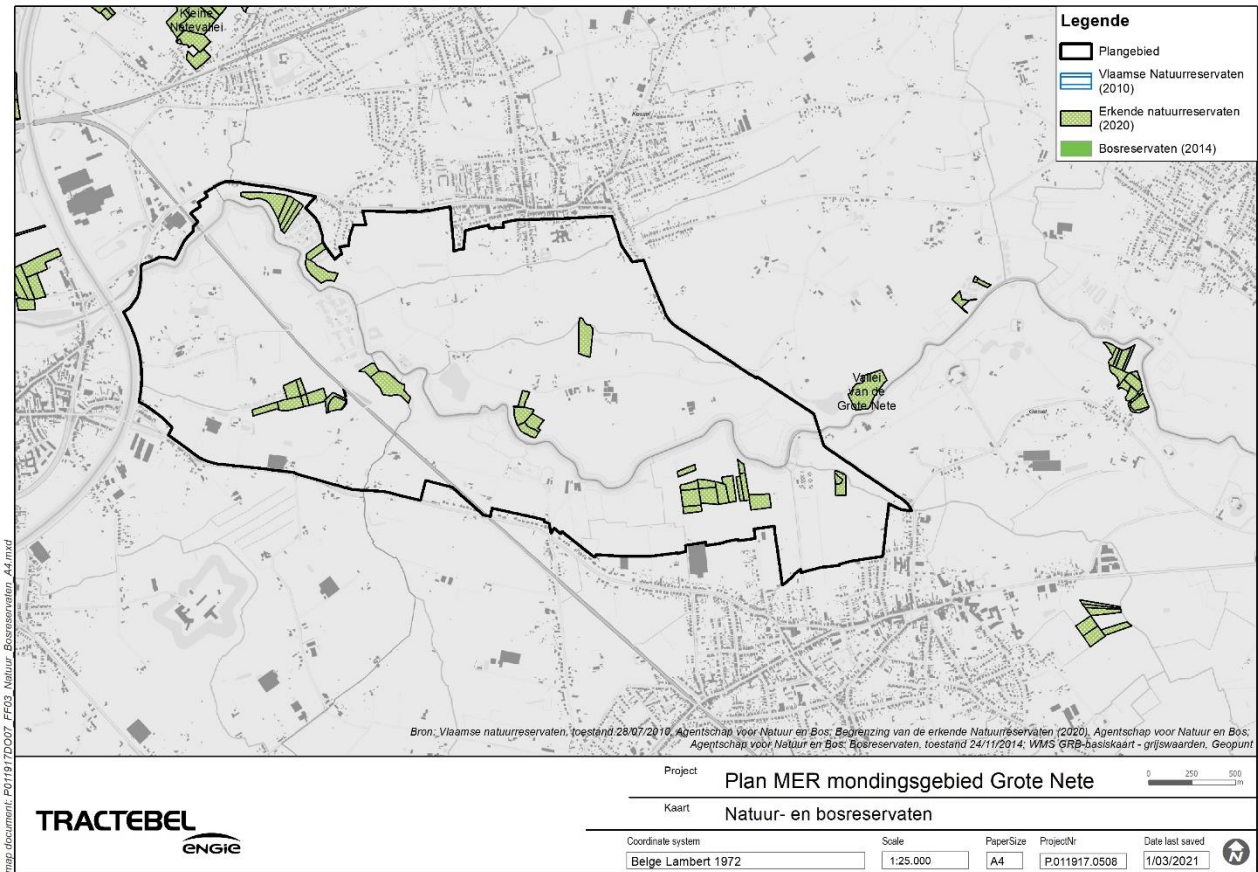 Kleine
Netevallei
Kessel
Vallei
van de
Grote Nete
Gestel
Legende
Plangebied
Vlaamse Natuurreservaten
(2010)
Erkende natuurreservaten
(2020)
Bosreservaten (2014)
Bron: Vlaamse natuurreservaten, toestand 28/07/2010, Agentschap voor Natuur en Bos; Begrenzing van de erkende Natuurreservaten (2020), Agentschap voor Natuur en Bos;
Agentschap voor Natuur en Bos; Bosreservaten, toestand 24/11/2014; WMS GRB-basiskaart - grijswaarden, Geopunt
map document: P011917DO07_FF03_Natuur_Bosreservaten_A4.mxd
TRACTEBEL
ENGIE
Project
Plan MER mondingsgebied Grote Nete
0 250 500
m
Kaart
Natuur- en bosreservaten
Coordinate system
Belge Lambert 1972
Scale
1:25.000
PaperSize
A4
ProjectNr
P.011917.0508
Date last saved
1/03/2021
N